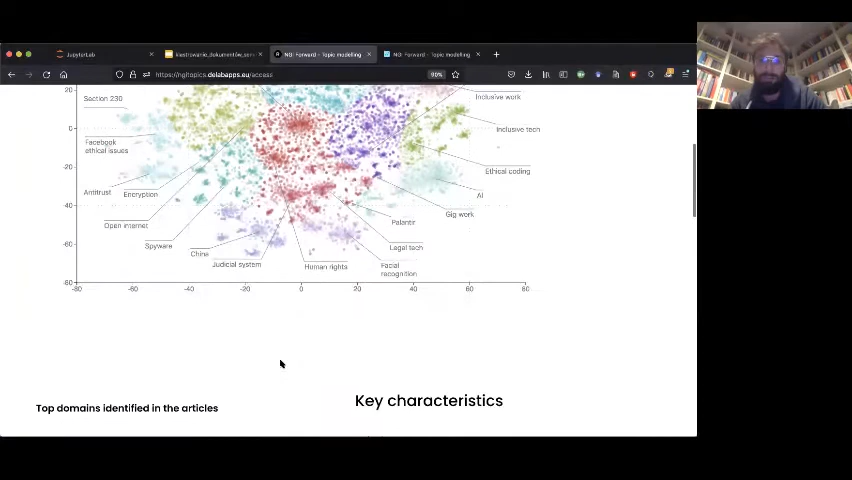 JupyterLab
klastrowanie_dokumentów_sem
NGI Forward - Topic modelling
NGI Forward - Topic modelling
https://ngitopics.delabapps.eu/access
90%
20
Section 230
Inclusive work
0
Inclusive tech
Facebook
ethical issues
Ethical coding
-20
Antitrust
Encryption
AI
-40
Gig work
Open internet
Palantir
Spyware
Legal tech
-60
China
Judicial system
Human rights
Facial
recognition
-80
-80
-60
-40
-20
0
20
40
60
80
Key characteristics
Top domains identified in the articles